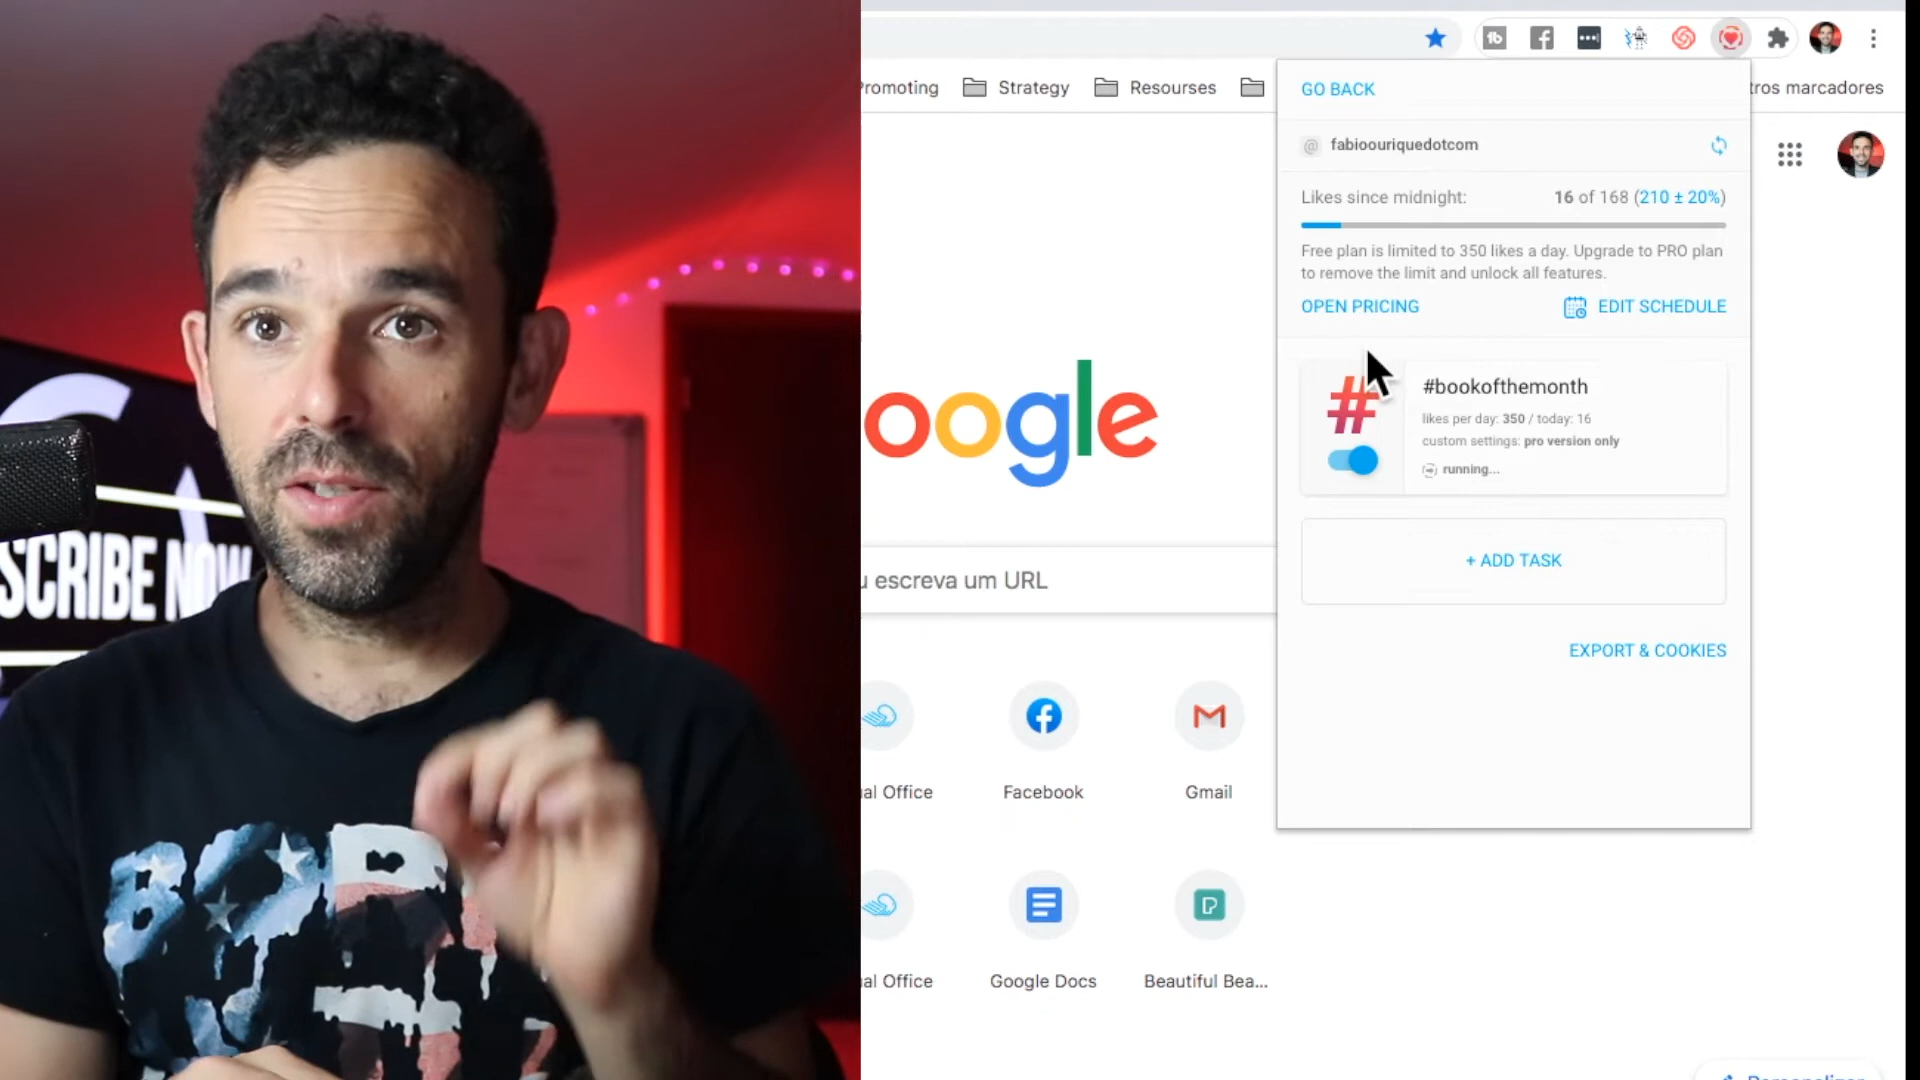 SCRIBE NOW
Promoting
Strategy
Resourses
tros marcadores
GO BACK
@ fabioouriquedotcom
Likes since midnight: 16 of 168 (210 ± 20%)
Free plan is limited to 350 likes a day. Upgrade to PRO plan
to remove the limit and unlock all features.
OPEN PRICING
EDIT SCHEDULE
oogle
#
#bookofthemonth
likes per day: 350 / today: 16
custom settings: pro version only
running...
u escreva um URL
+ ADD TASK
EXPORT & COOKIES
al Office
Facebook
Gmail
al Office
Google Docs
Beautiful Bea...